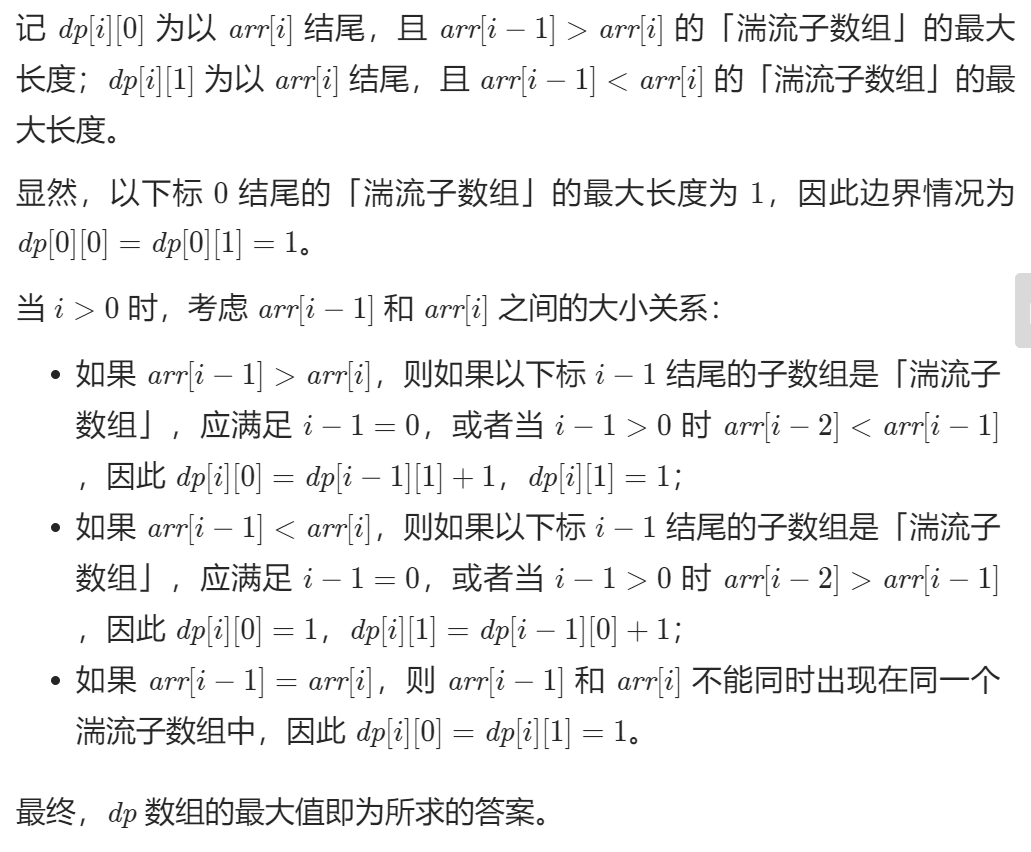 记 dp[i][0] 为以 arr[i] 结尾，且 arr[i − 1] > arr[i] 的「湍流子数组」的最大
长度；dp[i][1] 为以 arr[i] 结尾，且 arr[i − 1] < arr[i] 的「湍流子数组」的最
大长度。
显然，以下标 0 结尾的「湍流子数组」的最大长度为 1，因此边界情况为
dp[0][0] = dp[0][1] = 1。
当 i > 0 时，考虑 arr[i − 1] 和 arr[i] 之间的大小关系：
• 如果 arr[i − 1] > arr[i]，则如果以下标 i − 1 结尾的子数组是「湍流子
数组」，应满足 i − 1 = 0，或者当 i − 1 > 0 时 arr[i − 2] < arr[i − 1]
，因此 dp[i][0] = dp[i − 1][1] + 1，dp[i][1] = 1；
• 如果 arr[i − 1] < arr[i]，则如果以下标 i − 1 结尾的子数组是「湍流子
数组」，应满足 i − 1 = 0，或者当 i − 1 > 0 时 arr[i − 2] > arr[i − 1]
，因此 dp[i][0] = 1，dp[i][1] = dp[i − 1][0] + 1；
• 如果 arr[i − 1] = arr[i]，则 arr[i − 1] 和 arr[i] 不能同时出现在同一个
湍流子数组中，因此 dp[i][0] = dp[i][1] = 1。
最终，dp 数组的最大值即为所求的答案。